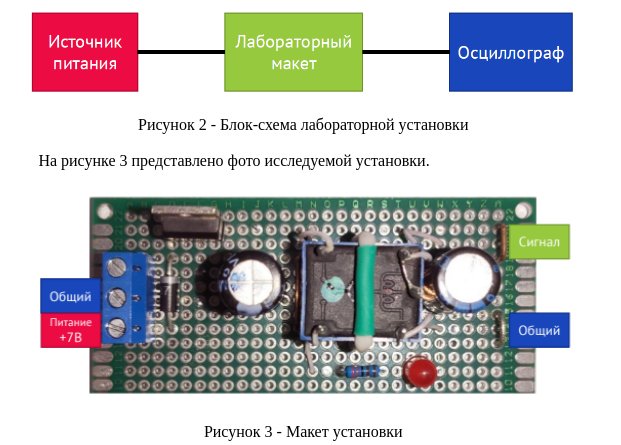 Источник
питания
Лабораторный
макет
Осциллограф
Рисунок 2 - Блок-схема лабораторной установки
На рисунке 3 представлено фото исследуемой установки.
Сигнал
Общий
Питание
+7В
Общий
Рисунок 3 - Макет установки